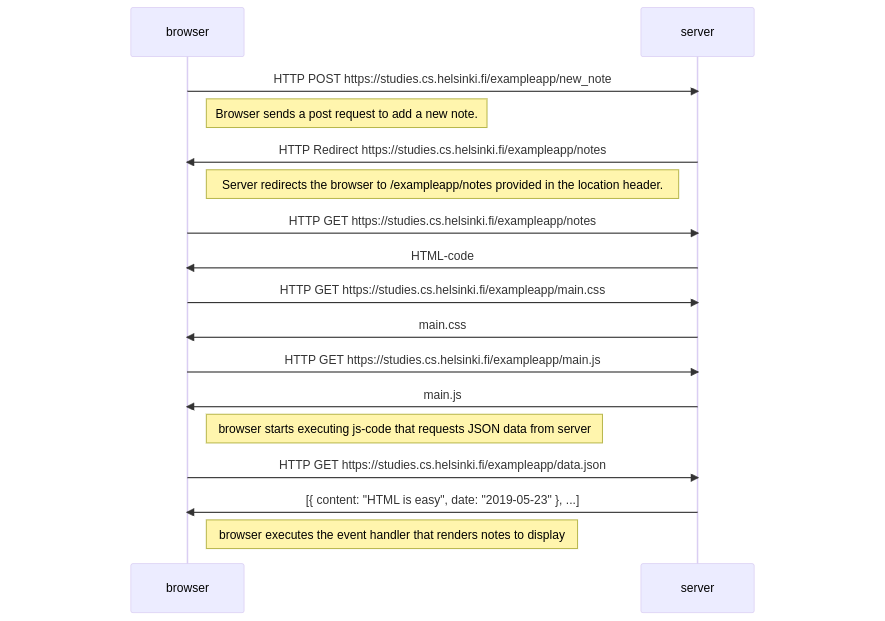 browser
server
HTTP POST https://studies.cs.helsinki.fi/exampleapp/new_note
Browser sends a post request to add a new note.
HTTP Redirect https://studies.cs.helsinki.fi/exampleapp/notes
Server redirects the browser to /exampleapp/notes provided in the location header.
HTTP GET https://studies.cs.helsinki.fi/exampleapp/notes
HTML-code
HTTP GET https://studies.cs.helsinki.fi/exampleapp/main.css
main.css
HTTP GET https://studies.cs.helsinki.fi/exampleapp/main.js
main.js
browser starts executing js-code that requests JSON data from server
HTTP GET https://studies.cs.helsinki.fi/exampleapp/data.json
[{ content: "HTML is easy", date: "2019-05-23" }, ...]
browser executes the event handler that renders notes to display
browser
server